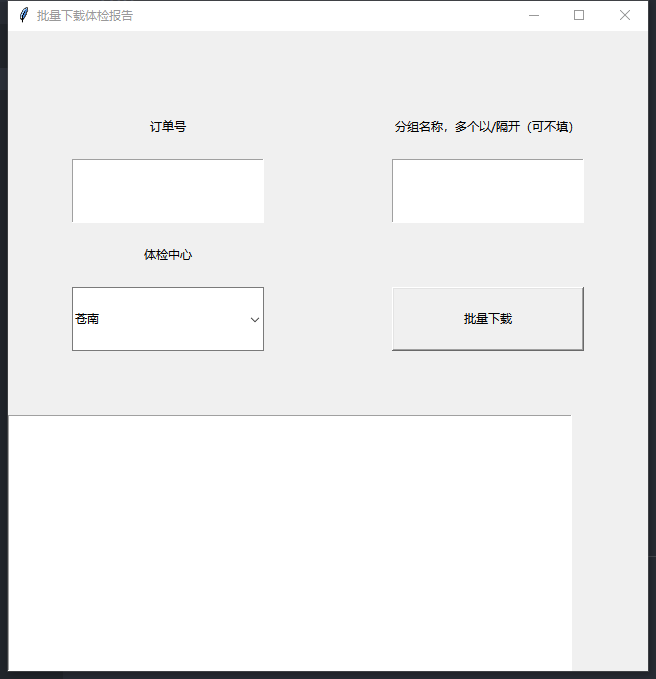 批量下载体检报告
订单号
分组名称，多个以/隔开（可不填）
体检中心
苍南
批量下载